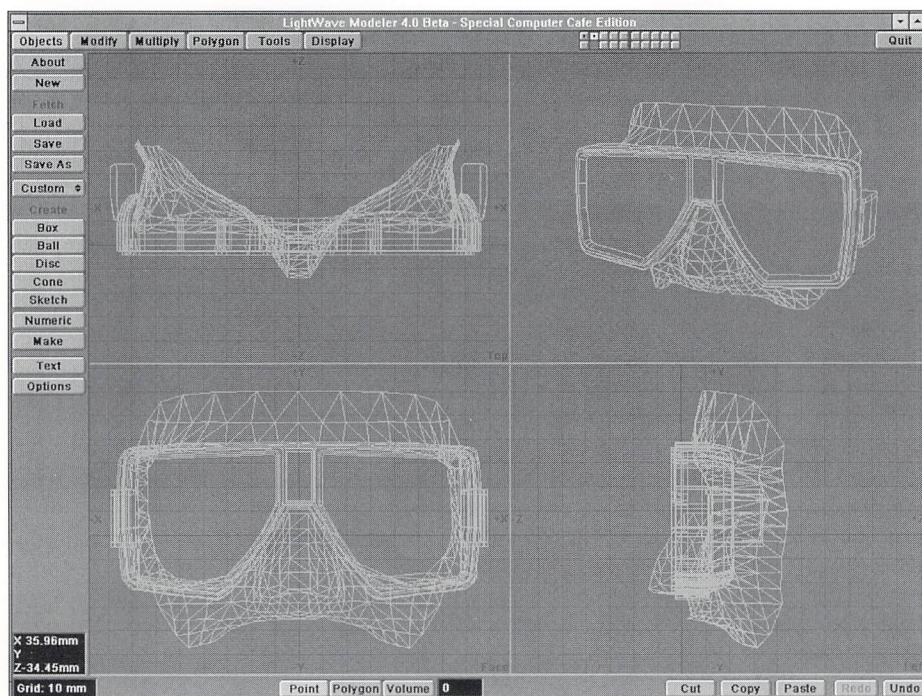 LightWave Modeler 4.0 Beta - Special Computer Cafe Edition
Objects Modify Multiply Polygon Tools Display Quit
About
New
Fetch
Load
Save
Save As
Custom
Create
Box
Ball
Disc
Cone
Sketch
Numeric
Make
Text
Options
+Z
-X
+X
-Z
Top
+Y
-X
+X
-Y
Face
+Y
Z
-Y
X 35.96mm
Y
Z-34.45mm
Grid: 10 mm Point Polygon Volume 0 Cut Copy Paste Redo Undo